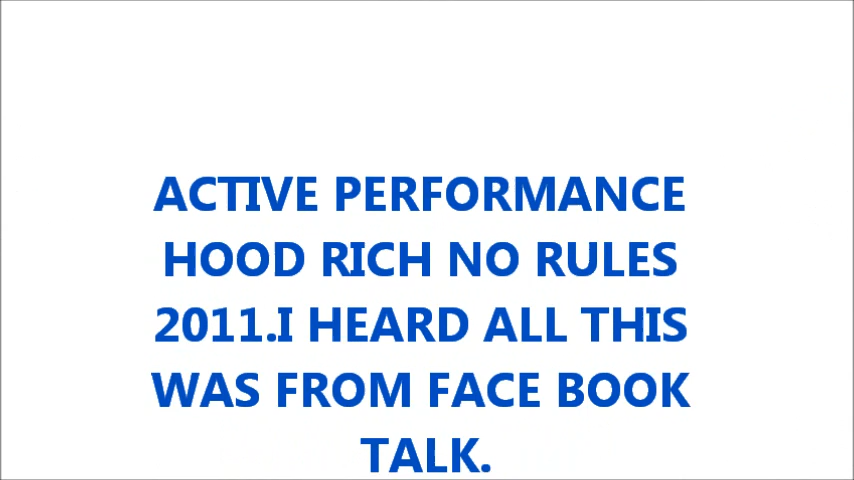 ACTIVE PERFORMANCE
HOOD RICH NO RULES
2011.I HEARD ALL THIS
WAS FROM FACE BOOK
TALK.